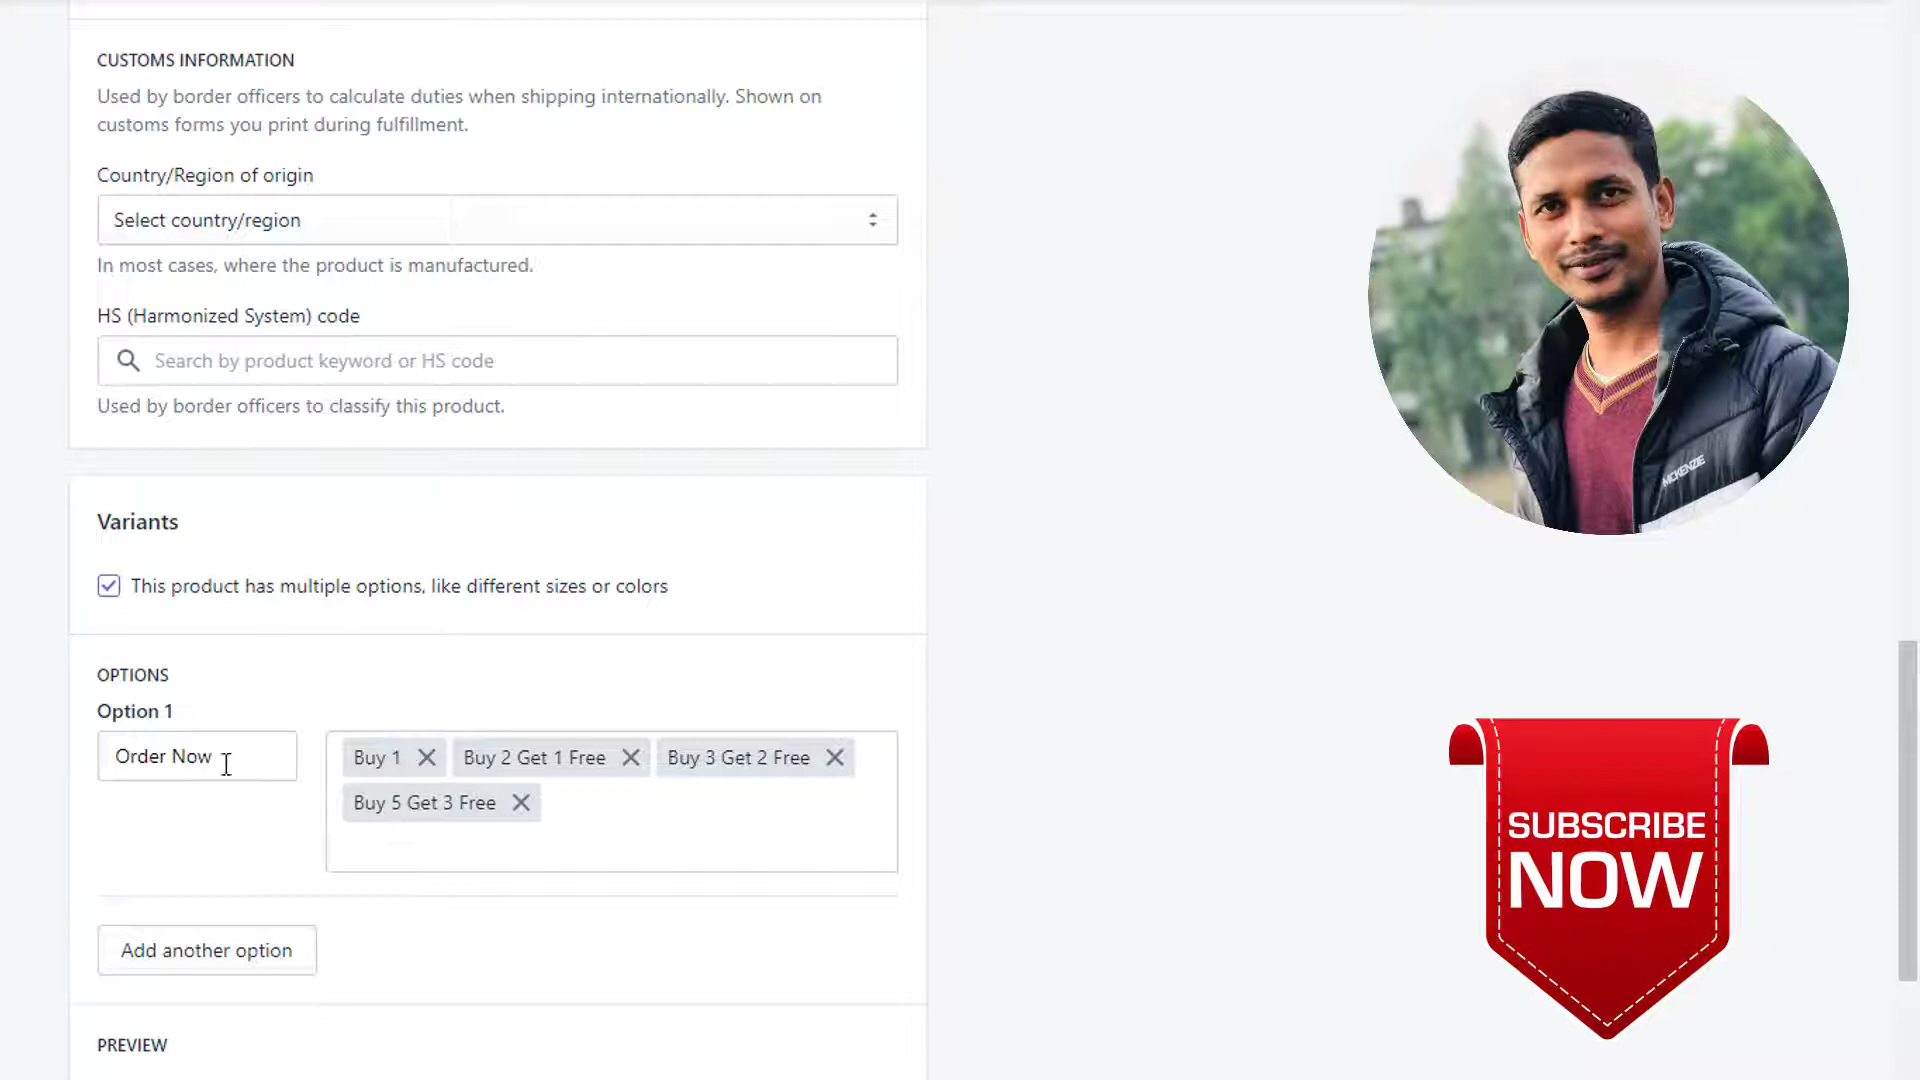 CUSTOMS INFORMATION
Used by border officers to calculate duties when shipping internationally. Shown on
customs forms you print during fulfillment.
Country/Region of origin
Select country/region
In most cases, where the product is manufactured.
HS (Harmonized System) code
Search by product keyword or HS code
Used by border officers to classify this product.
Variants
This product has multiple options, like different sizes or colors
OPTIONS
Option 1
Order Now
Buy 1
Buy 2 Get 1 Free
Buy 3 Get 2 Free
Buy 5 Get 3 Free
Add another option
PREVIEW
MCKENZIE
SUBSCRIBE
NOW